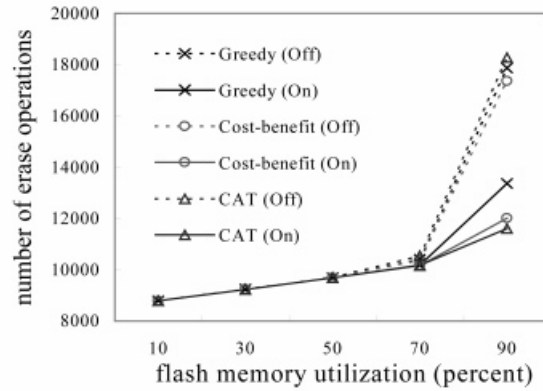 20000
18000
16000
14000
12000
10000
8000
number of erase operations
Greedy (Off)
Greedy (On)
Cost-benefit (Off)
Cost-benefit (On)
CAT (Off)
CAT (On)
10 30 50 70 90
flash memory utilization (percent)